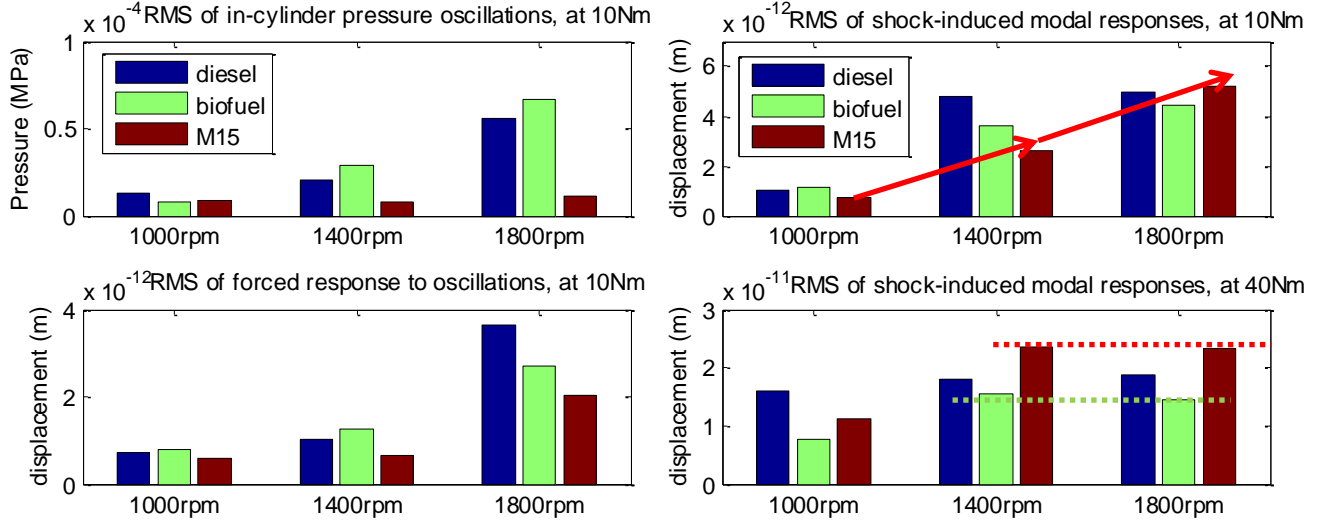 x 10^-4 RMS of in-cylinder pressure oscillations, at 10Nm
Pressure (MPa)
1
0.5
0
diesel
biofuel
M15
1000rpm 1400rpm 1800rpm
x 10^-12 RMS of shock-induced modal responses, at 10Nm
displacement (m)
6
4
2
0
diesel
biofuel
M15
1000rpm 1400rpm 1800rpm
x 10^-12 RMS of forced response to oscillations, at 10Nm
displacement (m)
4
2
0
1000rpm 1400rpm 1800rpm
x 10^-11 RMS of shock-induced modal responses, at 40Nm
displacement (m)
3
2
1
0
1000rpm 1400rpm 1800rpm